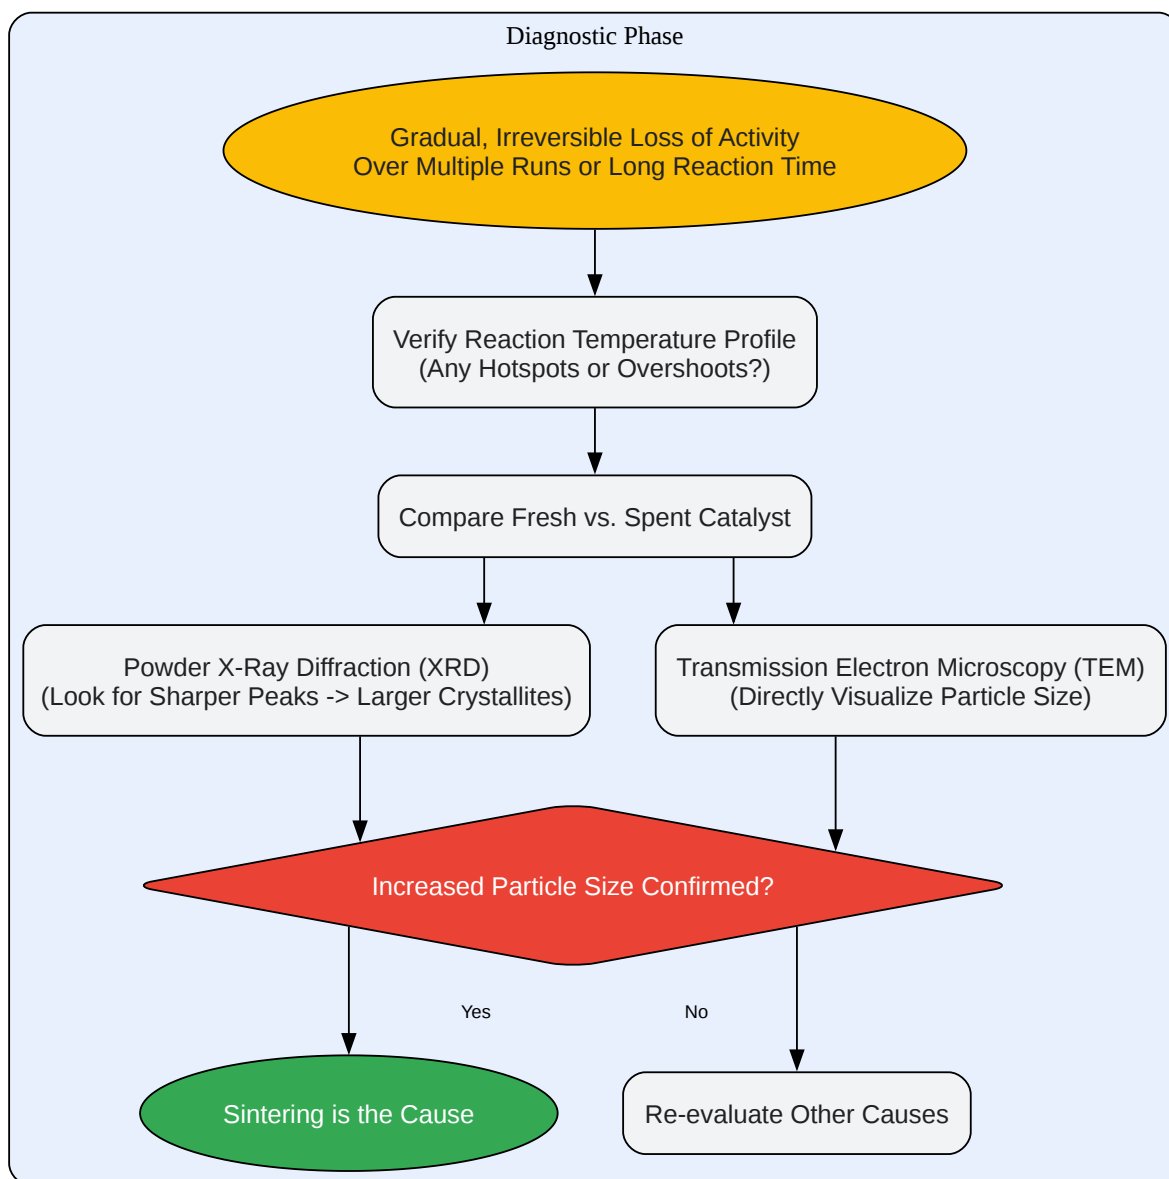 Diagnostic Phase
Gradual, Irreversible Loss of Activity
Over Multiple Runs or Long Reaction Time
Verify Reaction Temperature Profile
(Any Hotspots or Overshoots?)
Compare Fresh vs. Spent Catalyst
Powder X-Ray Diffraction (XRD)
(Look for Sharper Peaks -> Larger Crystallites)
Transmission Electron Microscopy (TEM)
(Directly Visualize Particle Size)
Increased Particle Size Confirmed?
Yes
No
Sintering is the Cause
Re-evaluate Other Causes